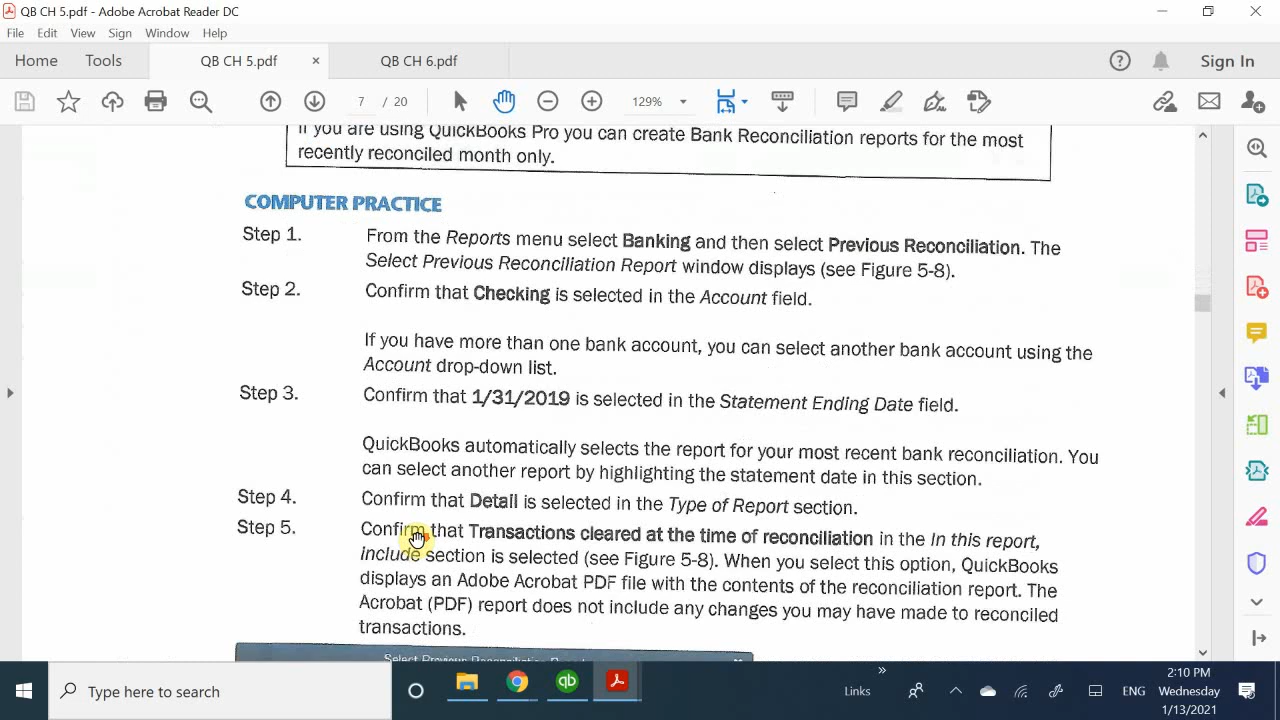 QB CH 5.pdf - Adobe Acrobat Reader DC
File Edit View Sign Window Help
Home Tools QB CH 5.pdf × QB CH 6.pdf Sign In
7 / 20 129%
If you are using QuickBooks Pro you can create Bank Reconciliation reports for the most
recently reconciled month only.
COMPUTER PRACTICE
Step 1. From the Reports menu select Banking and then select Previous Reconciliation. The
Select Previous Reconciliation Report window displays (see Figure 5-8).
Step 2. Confirm that Checking is selected in the Account field.
If you have more than one bank account, you can select another bank account using the
Account drop-down list.
Step 3. Confirm that 1/31/2019 is selected in the Statement Ending Date field.
QuickBooks automatically selects the report for your most recent bank reconciliation. You
can select another report by highlighting the statement date in this section.
Step 4. Confirm that Detail is selected in the Type of Report section.
Step 5. Confirm that Transactions cleared at the time of reconciliation in the In this report,
include section is selected (see Figure 5-8). When you select this option, QuickBooks
displays an Adobe Acrobat PDF file with the contents of the reconciliation report. The
Acrobat (PDF) report does not include any changes you may have made to reconciled
transactions.
Select Previous Reconciliation Report
Type here to search
qb
Links
ENG
2:10 PM
Wednesday
1/13/2021